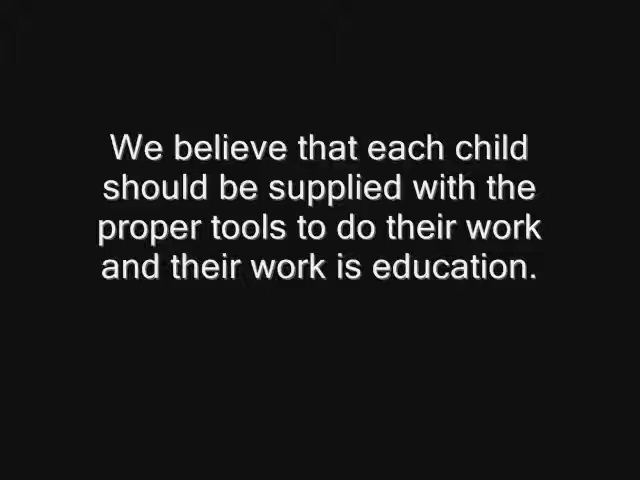 We believe that each child
should be supplied with the
proper tools to do their work
and their work is education.